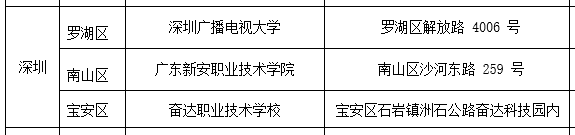 深圳
罗湖区 深圳广播电视大学 罗湖区解放路 4006 号
南山区 广东新安职业技术学院 南山区沙河东路 259 号
宝安区 奋达职业技术学校 宝安区石岩镇洲石公路奋达科技园内